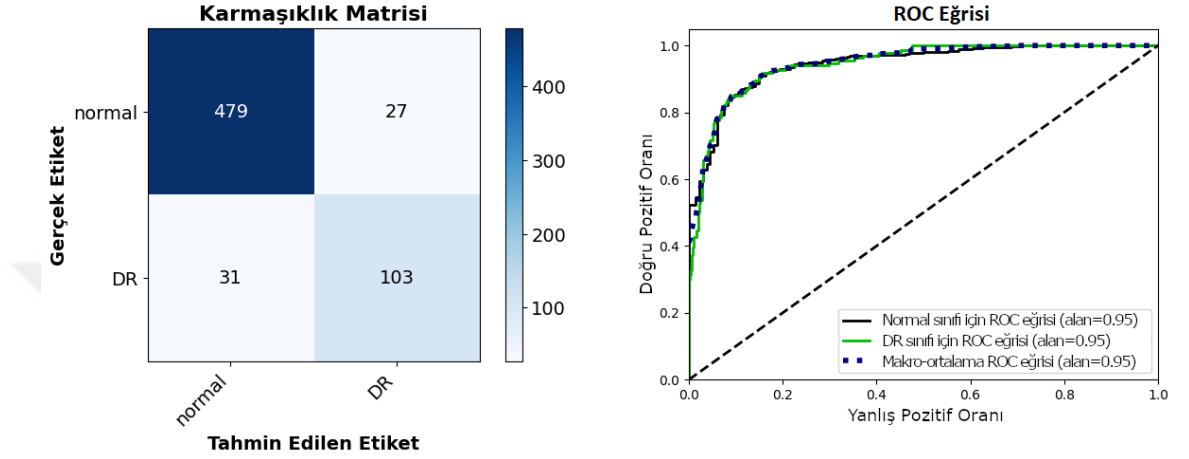 Karmaşıklık Matrisi
Gerçek Etiket
normal
DR
479
27
31
103
normal
DR
Tahmin Edilen Etiket
400
300
200
100
ROC Eğrisi
Doğru Pozitif Oranı
1.0
0.8
0.6
0.4
0.2
0.0
Normal sınıfı için ROC eğrisi (alan=0.95)
DR sınıfı için ROC eğrisi (alan=0.95)
Makro-ortalama ROC eğrisi (alan=0.95)
0.0
0.2
0.4
0.6
0.8
1.0
Yanlış Pozitif Oranı